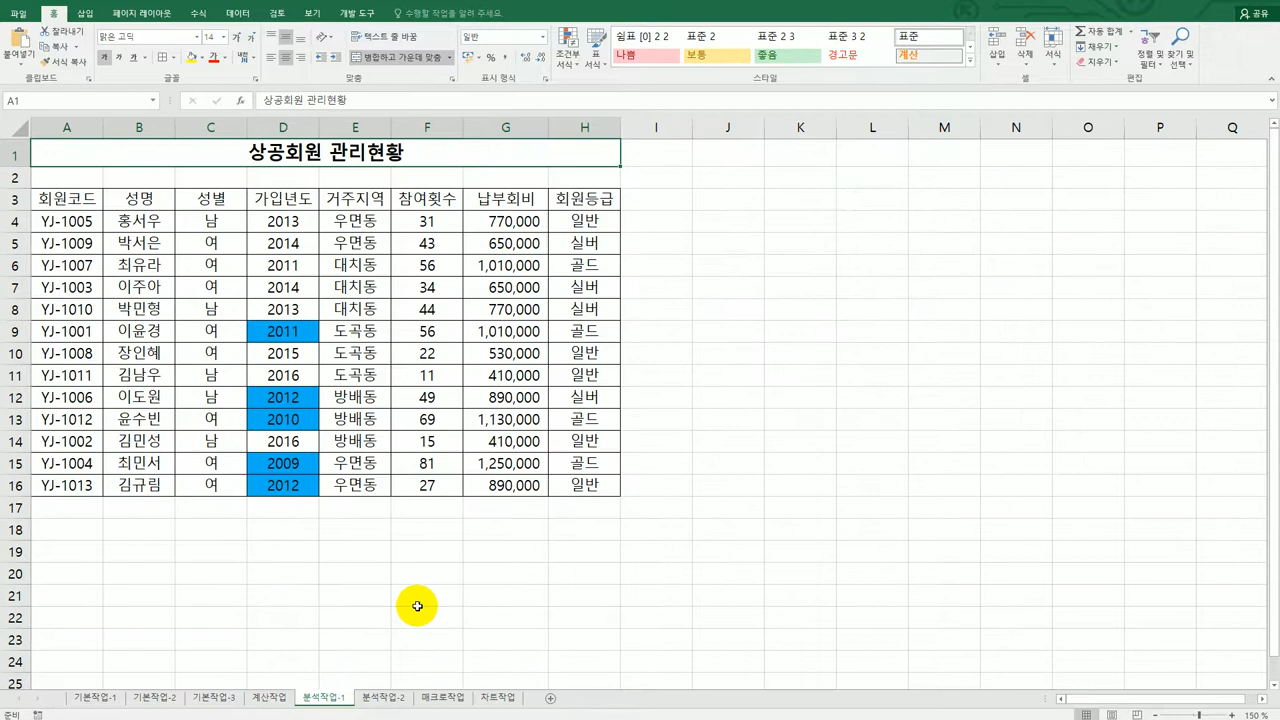 파일 홈 삽입 페이지 레이아웃 수식 데이터 검토 보기 개발 도구 수행할 작업을 알려 주세요. 공유
잘라내기
복사
서식 복사
붙여넣기
클립보드
맑은 고딕 14
가 가 가
글꼴
텍스트 줄 바꿈
병합하고 가운데 맞춤
맞춤
일반
표시 형식
조건부 서식
표 서식
쉼표 [0] 2 2 표준 2 표준 2 3 표준 3 2 표준
나쁨 보통 좋음 경고문 계산
스타일
삽입 삭제 서식
셀
자동 합계
채우기
지우기
정렬 및 필터
찾기 및 선택
편집
A1 fx 상공회원 관리현황
A B C D E F G H I J K L M N O P Q
1 상공회원 관리현황
2
3 회원코드 성명 성별 가입년도 거주지역 참여횟수 납부회비 회원등급
4 YJ-1005 홍서우 남 2013 우면동 31 770,000 일반
5 YJ-1009 박서은 여 2014 우면동 43 650,000 실버
6 YJ-1007 최유라 여 2011 대치동 56 1,010,000 골드
7 YJ-1003 이주아 여 2014 대치동 34 650,000 실버
8 YJ-1010 박민형 남 2013 대치동 44 770,000 실버
9 YJ-1001 이윤경 여 2011 도곡동 56 1,010,000 골드
10 YJ-1008 장인혜 여 2015 도곡동 22 530,000 일반
11 YJ-1011 김남우 남 2016 도곡동 11 410,000 일반
12 YJ-1006 이도원 남 2012 방배동 49 890,000 실버
13 YJ-1012 윤수빈 여 2010 방배동 69 1,130,000 골드
14 YJ-1002 김민성 남 2016 방배동 15 410,000 일반
15 YJ-1004 최민서 여 2009 우면동 81 1,250,000 골드
16 YJ-1013 김규림 여 2012 우면동 27 890,000 일반
17
18
19
20
21
22
23
24
25
기본작업-1 기본작업-2 기본작업-3 계산작업 분석작업-1 분석작업-2 매크로작업 차트작업
준비 150 %